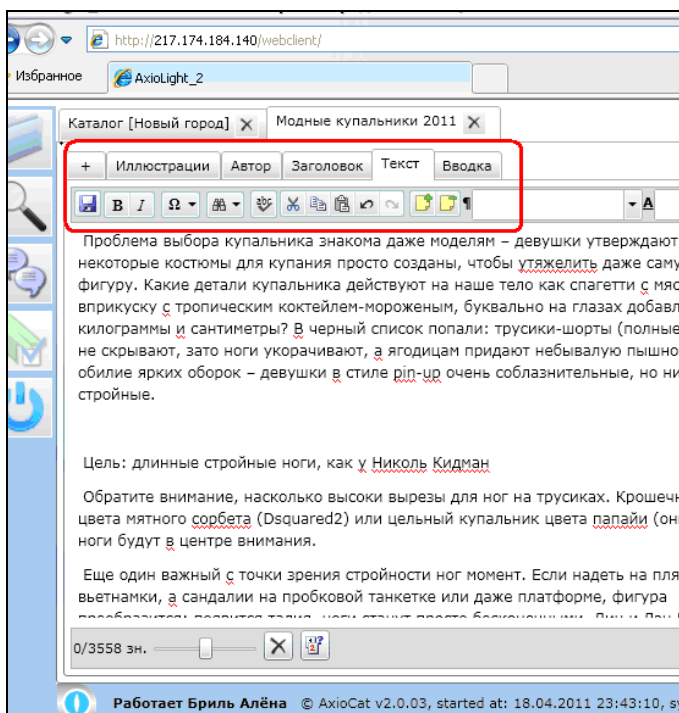 http://217.174.184.140/webclient/
Избранное
AxioLight_2
Каталог [Новый город]
Модные купальники 2011
+ Иллюстрации Автор Заголовок Текст Вводка
B I Ω abc ¶ A
Проблема выбора купальника знакома даже моделям – девушки утверждают
некоторые костюмы для купания просто созданы, чтобы утяжелить даже саму
фигуру. Какие детали купальника действуют на наше тело как спагетти с мяс
вприкуску с тропическим коктейлем-мороженым, буквально на глазах добавл
килограммы и сантиметры? В черный список попали: трусики-шорты (полные
не скрывают, зато ноги укорачивают, а ягодицам придают небывалую пышно
обилие ярких оборок – девушки в стиле pin-up очень соблазнительные, но ни
стройные.
Цель: длинные стройные ноги, как у Николь Кидман
Обратите внимание, насколько высоки вырезы для ног на трусиках. Крошечн
цвета мятного сорбета (Dsquared2) или цельный купальник цвета папайи (он
ноги будут в центре внимания.
Еще один важный с точки зрения стройности ног момент. Если надеть на пля
вьетнамки, а сандалии на пробковой танкетке или даже платформе, фигура
0/3558 зн.
Работает Бриль Алёна © AxioCat v2.0.03, started at: 18.04.2011 23:43:10, s